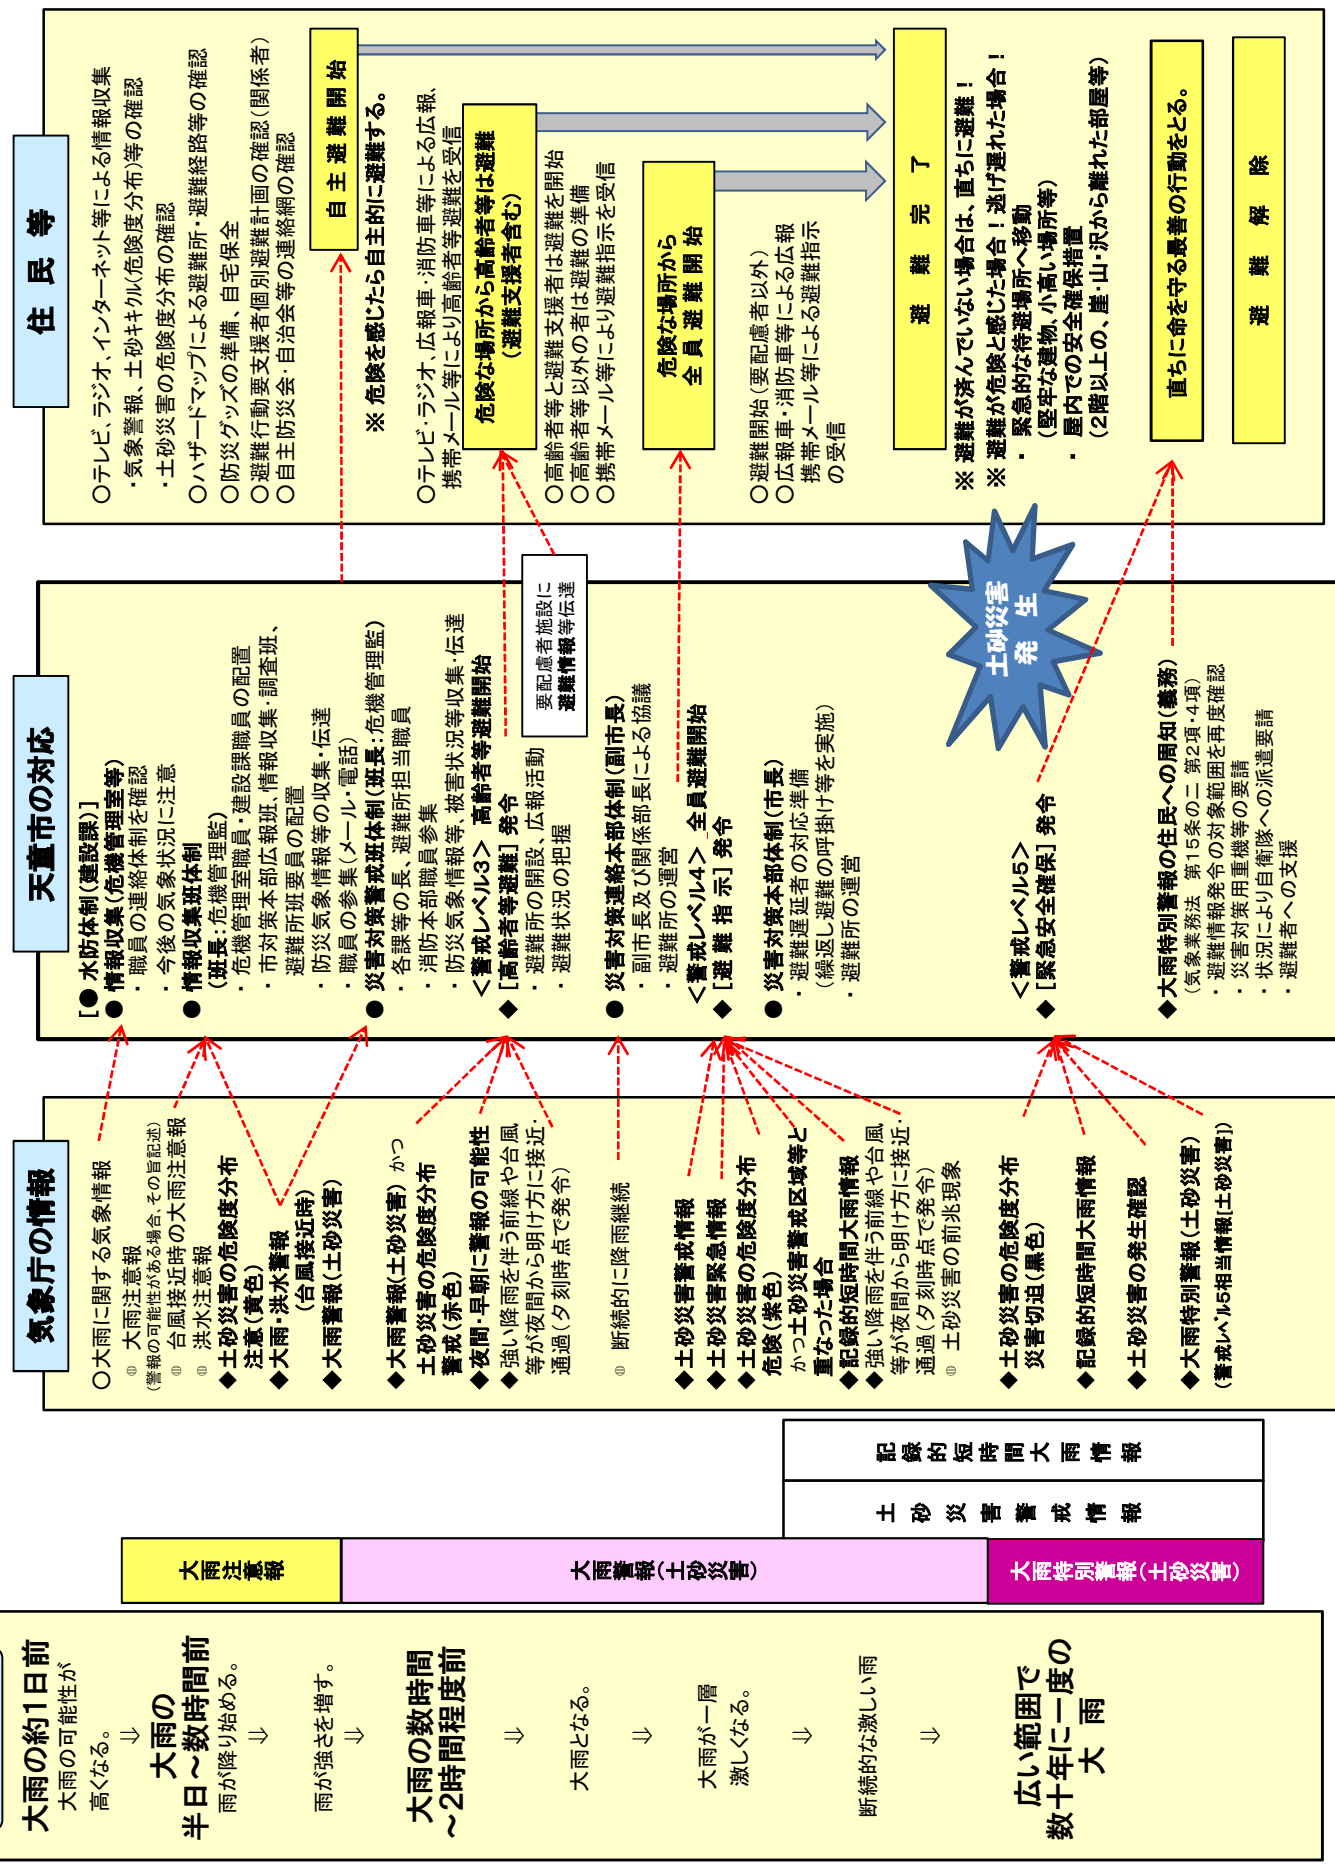 大雨の約1日前
大雨の可能性が
高くなる。
⇒
大雨の
半日～数時間前
雨が降り始める。
⇒
雨が強さを増す。
⇒
大雨の数時間
～2時間程度前
⇒
大雨となる。
⇒
大雨が一層
激しくなる。
⇒
断続的な激しい雨
⇒
広い範囲で
数十年に一度の
大　雨
大雨注意報
大雨警報(土砂災害)
大雨特別警報(土砂災害)
土砂災害警戒情報
記録的短時間大雨情報
気象庁の情報
○大雨に関する気象情報
◎　大雨注意報
(警報の可能性がある場合、その旨記述)
◎　台風接近時の大雨注意報
◎　洪水注意報
◆土砂災害の危険度分布
注意(黄色)
◆大雨・洪水警報
(台風接近時)
◆大雨警報(土砂災害)
◆大雨警報(土砂災害) かつ
土砂災害の危険度分布
警戒(赤色)
◆夜間・早朝に警報の可能性
◆強い降雨を伴う前線や台風
等が夜間から明け方に接近・
通過(夕刻時点で発令)
◎　断続的に降雨継続
◆土砂災害警戒情報
◆土砂災害緊急情報
◆土砂災害の危険度分布
危険(紫色)
かつ土砂災害警戒区域等と
重なった場合
◆記録的短時間大雨情報
◆強い降雨を伴う前線や台風
等が夜間から明け方に接近・
通過(夕刻時点で発令)
◎　土砂災害の前兆現象
◆土砂災害の危険度分布
災害切迫(黒色)
◆記録的短時間大雨情報
◆土砂災害の発生確認
◆大雨特別警報(土砂災害)
(警戒レベル5相当情報[土砂災害])
天童市の対応
[● 水防体制(建設課)]
● 情報収集(危機管理室等)
・ 職員の連絡体制を確認
・ 今後の気象状況に注意
● 情報収集班体制
(班長:危機管理監)
・ 危機管理室職員・建設課職員の配置
・ 市対策本部広報班、情報収集・調査班、
避難所班要員の配置
・ 防災気象情報等の収集・伝達
・ 職員の参集(メール・電話)
● 災害対策警戒班体制(班長:危機管理監)
・ 各課等の長、避難所担当職員
・ 消防本部職員参集
・ 防災気象情報等、被害状況等収集・伝達
＜警戒レベル3＞ 高齢者等避難開始
◆ [高齢者等避難] 発令
・ 避難所の開設、広報活動
・ 避難状況の把握
要配慮者施設に
避難情報等伝達
● 災害対策連絡本部体制(副市長)
・ 副市長及び関係部長による協議
・ 避難所の運営
＜警戒レベル4＞ 全員避難開始
◆ [避 難 指 示] 発令
● 災害対策本部体制(市長)
・ 避難遅延者の対応準備
(繰返し避難の呼掛け等を実施)
・ 避難所の運営
土砂災害
発　生
＜警戒レベル5＞
◆ [緊急安全確保] 発令
◆大雨特別警報の住民への周知(義務)
(気象業務法　第15条の二 第2項・4項)
・ 避難情報発令の対象範囲を再度確認
・ 災害対策用重機等の要請
・ 状況により自衛隊への派遣要請
・ 避難者への支援
住　民　等
○テレビ、ラジオ、インターネット等による情報収集
・気象警報、土砂キキクル(危険度分布)等の確認
・土砂災害の危険度分布の確認
○ハザードマップによる避難所・避難経路等の確認
○防災グッズの準備、自宅保全
○避難行動要支援者個別避難計画の確認(関係者)
○自主防災会・自治会等の連絡網の確認
自主避難開始
※ 危険を感じたら自主的に避難する。
○テレビ・ラジオ、広報車・消防車等による広報、
携帯メール等により高齢者等避難を受信
危険な場所から高齢者等は避難
(避難支援者含む)
○高齢者等と避難支援者は避難を開始
○高齢者等以外の者は避難の準備
○携帯メール等により避難指示を受信
危険な場所から
全員避難開始
○避難開始(要配慮者以外)
○広報車・消防車等による広報
携帯メール等による避難指示
の受信
避　難　完　了
※ 避難が済んでいない場合は、直ちに避難！
※ 避難が危険と感じた場合！逃げ遅れた場合！
・ 緊急的な待避場所へ移動
(堅牢な建物、小高い場所等)
・ 屋内での安全確保措置
(2階以上の、崖・山・沢から離れた部屋等)
直ちに命を守る最善の行動をとる。
避　難　解　除